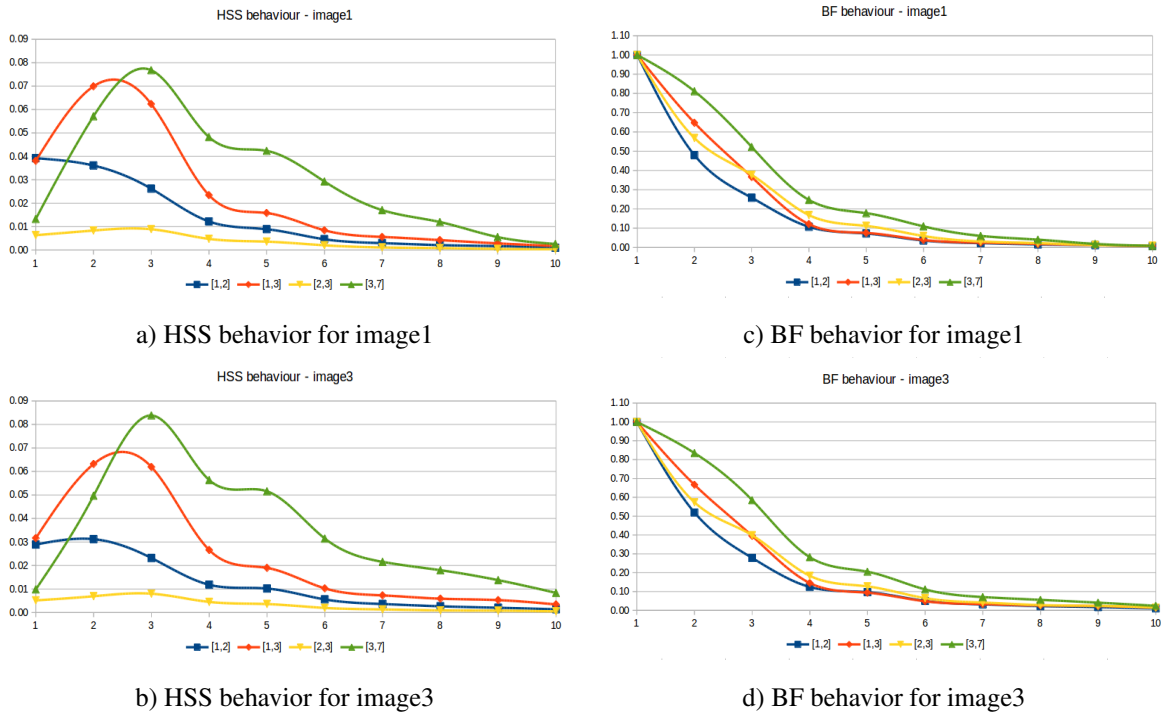 HSS behaviour - image1
0.09
0.08
0.07
0.06
0.05
0.04
0.03
0.02
0.01
0.00
1 2 3 4 5 6 7 8 9 10
[1,2] [1,3] [2,3] [3,7]
a) HSS behavior for image1
BF behaviour - image1
1.10
1.00
0.90
0.80
0.70
0.60
0.50
0.40
0.30
0.20
0.10
0.00
1 2 3 4 5 6 7 8 9 10
[1,2] [1,3] [2,3] [3,7]
c) BF behavior for image1
HSS behaviour - image3
0.09
0.08
0.07
0.06
0.05
0.04
0.03
0.02
0.01
0.00
1 2 3 4 5 6 7 8 9 10
[1,2] [1,3] [2,3] [3,7]
b) HSS behavior for image3
BF behaviour - image3
1.10
1.00
0.90
0.80
0.70
0.60
0.50
0.40
0.30
0.20
0.10
0.00
1 2 3 4 5 6 7 8 9 10
[1,2] [1,3] [2,3] [3,7]
d) BF behavior for image3